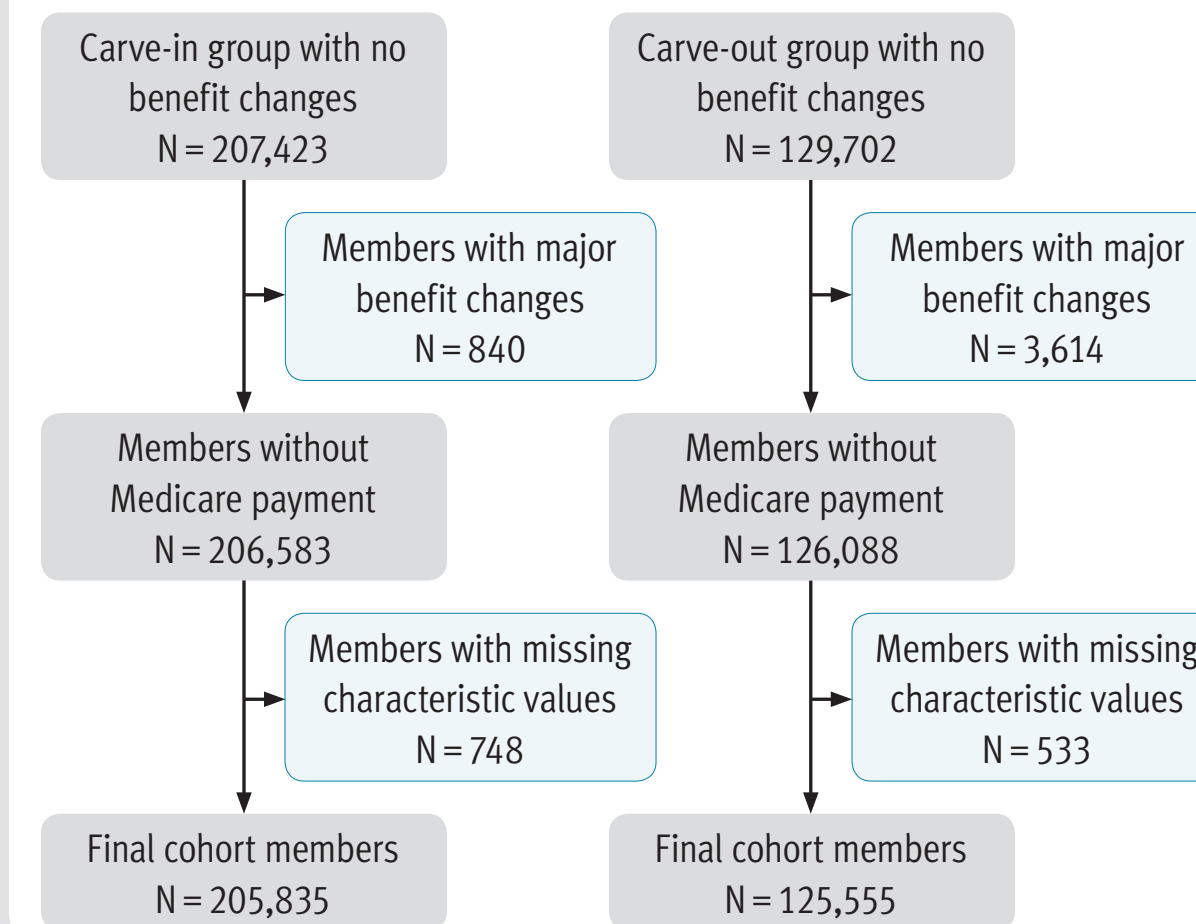 Carve-in group with no
benefit changes
N = 207,423
Carve-out group with no
benefit changes
N = 129,702
Members with major
benefit changes
N = 840
Members with major
benefit changes
N = 3,614
Members without
Medicare payment
N = 206,583
Members without
Medicare payment
N = 126,088
Members with missing
characteristic values
N = 748
Members with missing
characteristic values
N = 533
Final cohort members
N = 205,835
Final cohort members
N = 125,555